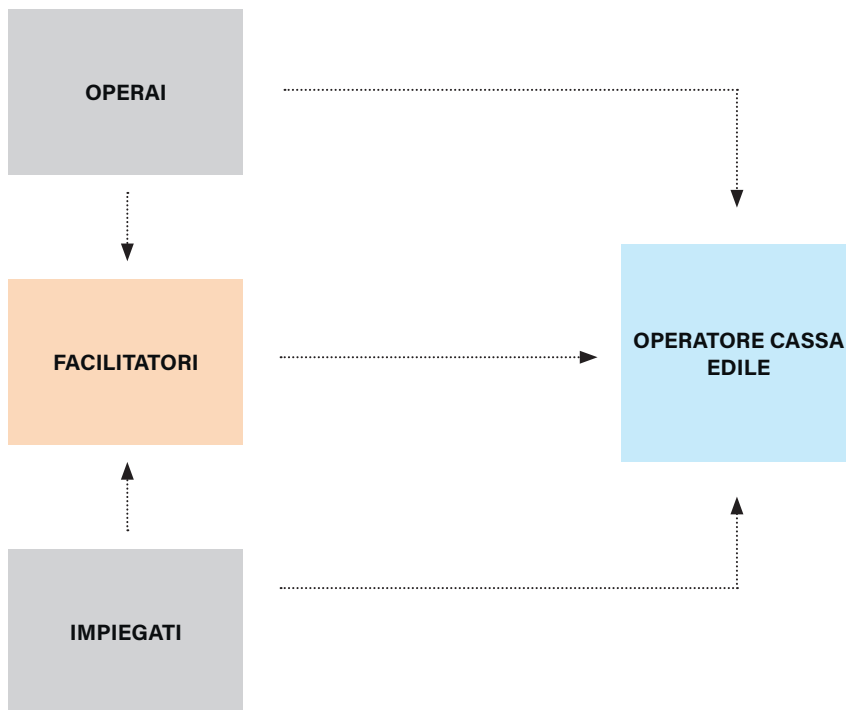 OPERAI
FACILITATORI
OPERATORE CASSA
EDILE
IMPIEGATI